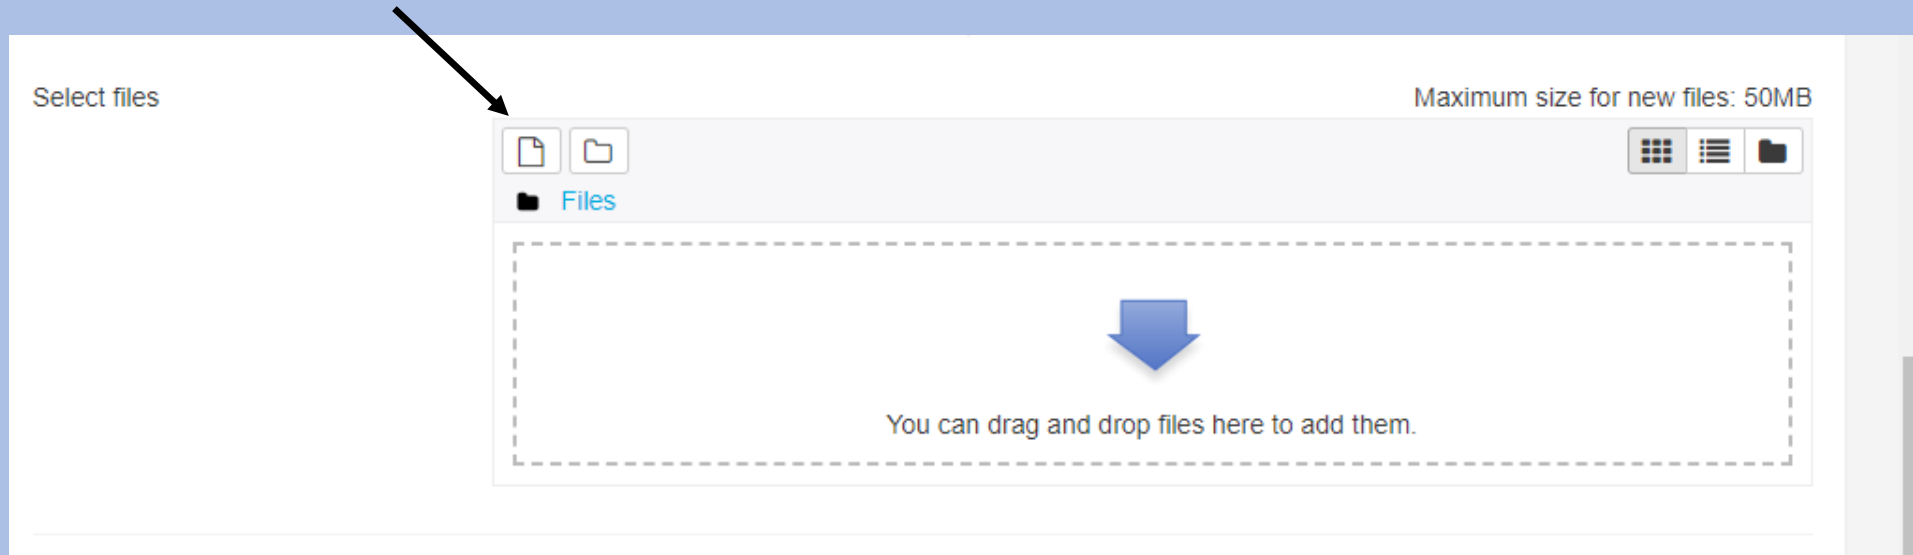 Select files
Maximum size for new files: 50MB
Files
You can drag and drop files here to add them.